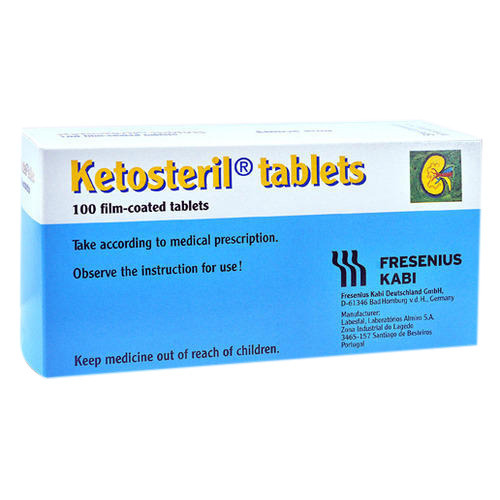 Ketosteril® tablets
100 film-coated tablets
Take according to medical prescription.
Observe the instruction for use!
FRESENIUS
KABI
Fresenius Kabi Deutschland GmbH,
D-61346 Bad Homburg v.d.H., Germany
Manufacturer:
Labesfal, Laboratórios Almiro S.A.
Zona Industrial do Lagedo
3465-157 Santiago de Besteiros
Portugal
Keep medicine out of reach of children.